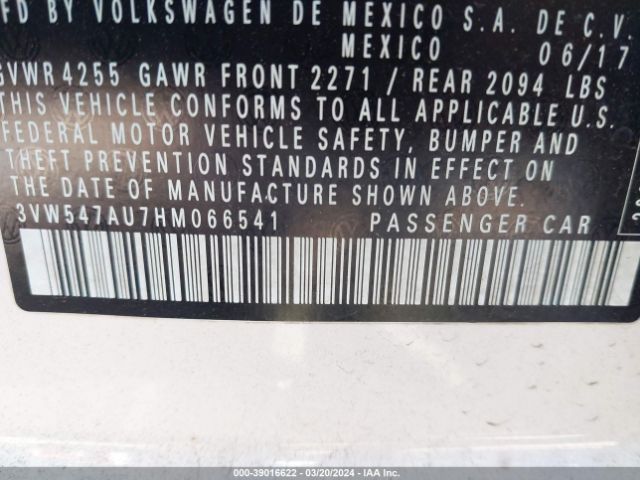 FD BY VOLKSWAGEN DE MEXICO S.A. DE C.V.
MEXICO 06/17
GVWR 4255 GAWR FRONT 2271 / REAR 2094 LBS
THIS VEHICLE CONFORMS TO ALL APPLICABLE U.S.
FEDERAL MOTOR VEHICLE SAFETY, BUMPER AND
THEFT PREVENTION STANDARDS IN EFFECT ON
THE DATE OF MANUFACTURE SHOWN ABOVE.
3VW547AU7HM066541 PASSENGER CAR
000-39016622 - 03/20/2024 - IAA Inc.